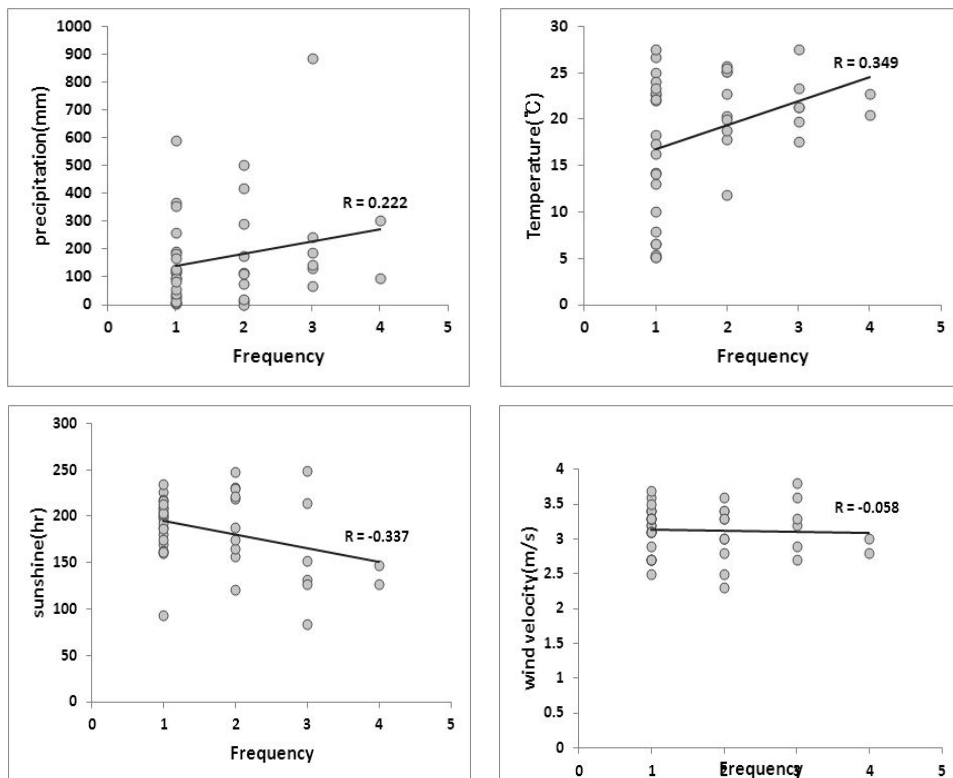 precipitation(mm)
1000
900
800
700
600
500
400
300
200
100
0
R = 0.222
0 1 2 3 4 5
Frequency
Temperature(℃)
30
25
20
15
10
5
0
R = 0.349
0 1 2 3 4 5
Frequency
sunshine(hr)
300
250
200
150
100
50
0
R = -0.337
0 1 2 3 4 5
Frequency
wind velocity(m/s)
4
3.5
3
2.5
2
1.5
1
0.5
0
R = -0.058
0 1 2 3 4 5
Frequency